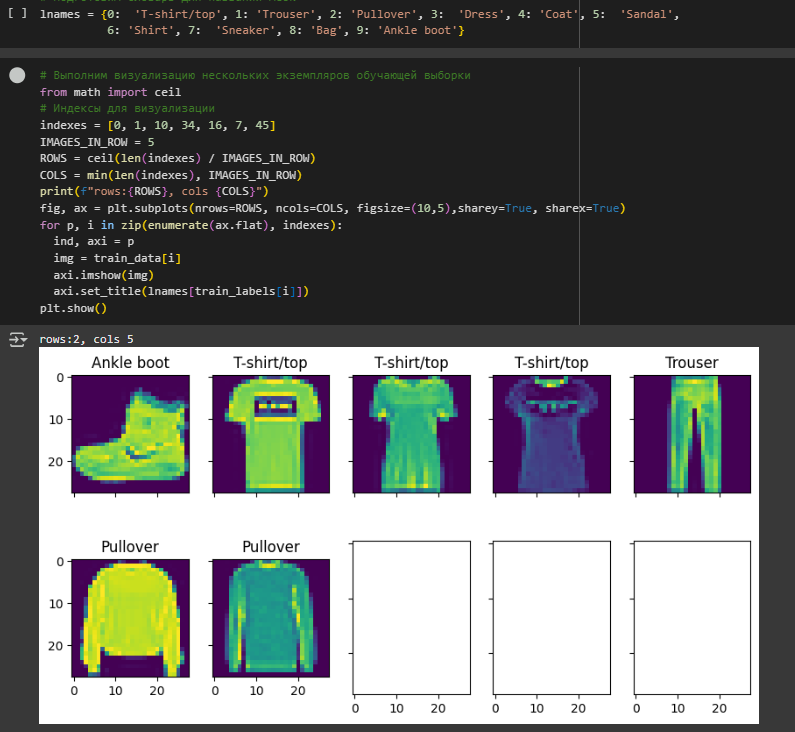 [ ] lnames = {0:  'T-shirt/top', 1: 'Trouser', 2: 'Pullover', 3:  'Dress', 4: 'Coat', 5:  'Sandal',
          6: 'Shirt', 7:  'Sneaker', 8: 'Bag', 9: 'Ankle boot'}
# Выполним визуализацию нескольких экземпляров обучающей выборки
from math import ceil
# Индексы для визуализации
indexes = [0, 1, 10, 34, 16, 7, 45]
IMAGES_IN_ROW = 5
ROWS = ceil(len(indexes) / IMAGES_IN_ROW)
COLS = min(len(indexes), IMAGES_IN_ROW)
print(f"rows:{ROWS}, cols {COLS}")
fig, ax = plt.subplots(nrows=ROWS, ncols=COLS, figsize=(10,5),sharey=True, sharex=True)
for p, i in zip(enumerate(ax.flat), indexes):
  ind, axi = p
  img = train_data[i]
  axi.imshow(img)
  axi.set_title(lnames[train_labels[i]])
plt.show()
rows:2, cols 5
Ankle boot T-shirt/top T-shirt/top T-shirt/top Trouser
0
10
20
Pullover Pullover
0
10
20
0 10 20 0 10 20 0 10 20 0 10 20 0 10 20